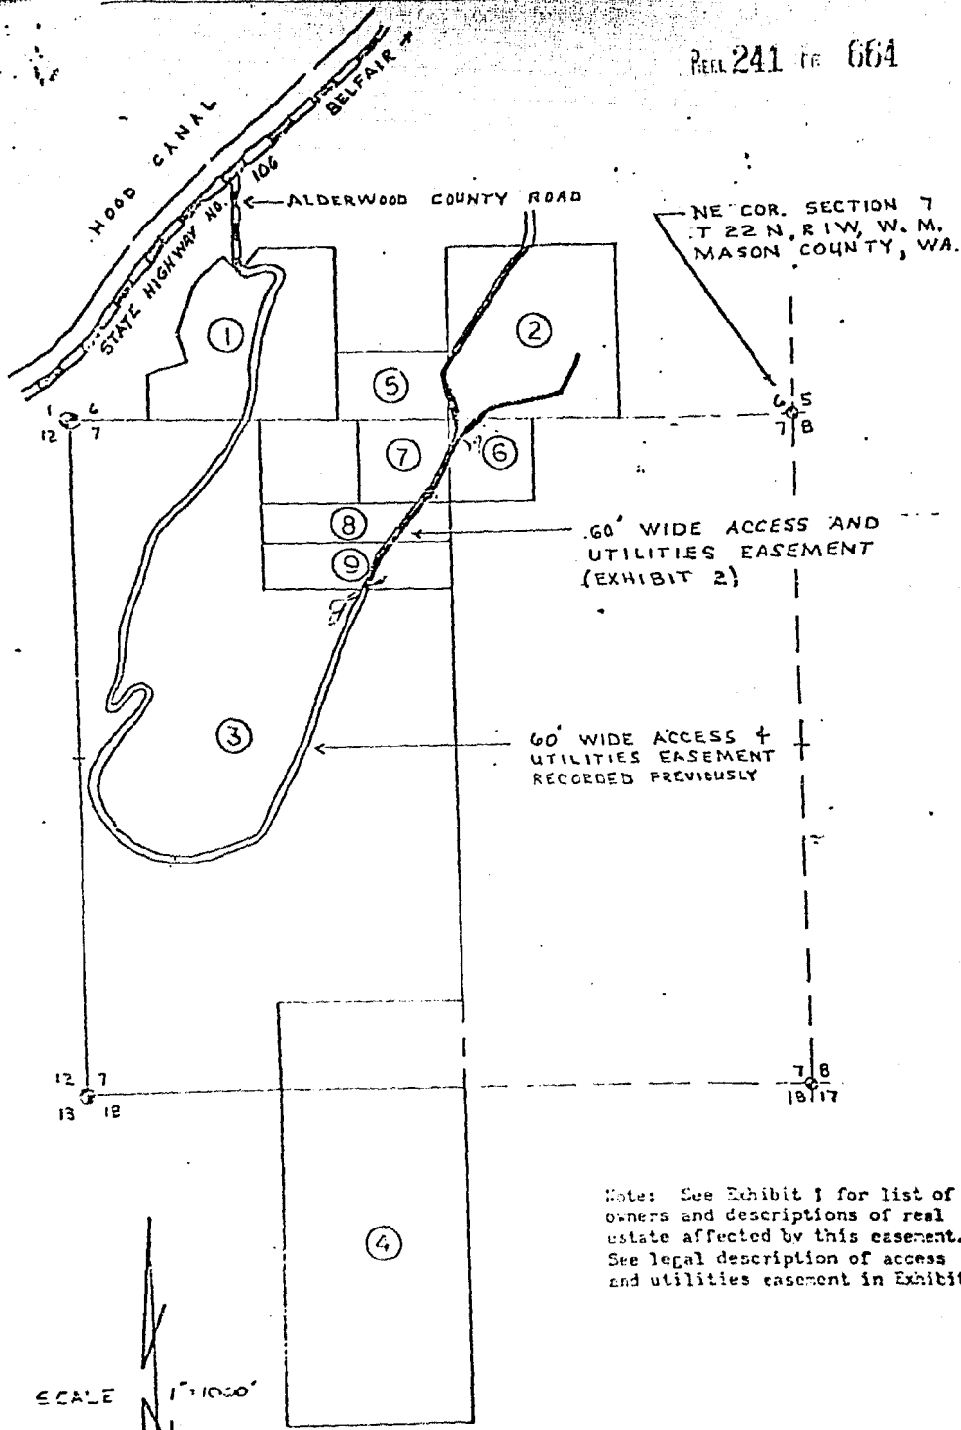 REEL 241 FR 664
HOOD CANAL
BELFAIR
STATE HIGHWAY NO. 106
ALDERWOOD COUNTY ROAD
NE COR. SECTION 7
T 22 N, R 1 W, W. M.
MASON COUNTY, WA.
1
2
5
1 6
12 7
6 5
7 8
7
6
8
9
60' WIDE ACCESS AND
UTILITIES EASEMENT
(EXHIBIT 2)
3
60' WIDE ACCESS &
UTILITIES EASEMENT
RECORDED PREVIOUSLY
12 7
13 18
7 8
18 17
4
Note: See Exhibit 1 for list of
owners and descriptions of real
estate affected by this easement.
See legal description of access
and utilities easement in Exhibit
SCALE 1"=1000'